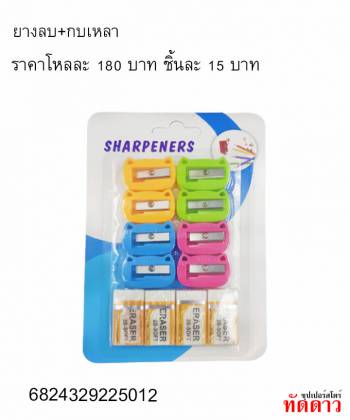 ยางลบ+กบเหลา
ราคาโหลละ 180 บาท ชิ้นละ 15 บาท
SHARPENERS
ERASER
ERASER
ERASER
6824329225012
ซุปเปอร์สโตร์
ทัดดาว